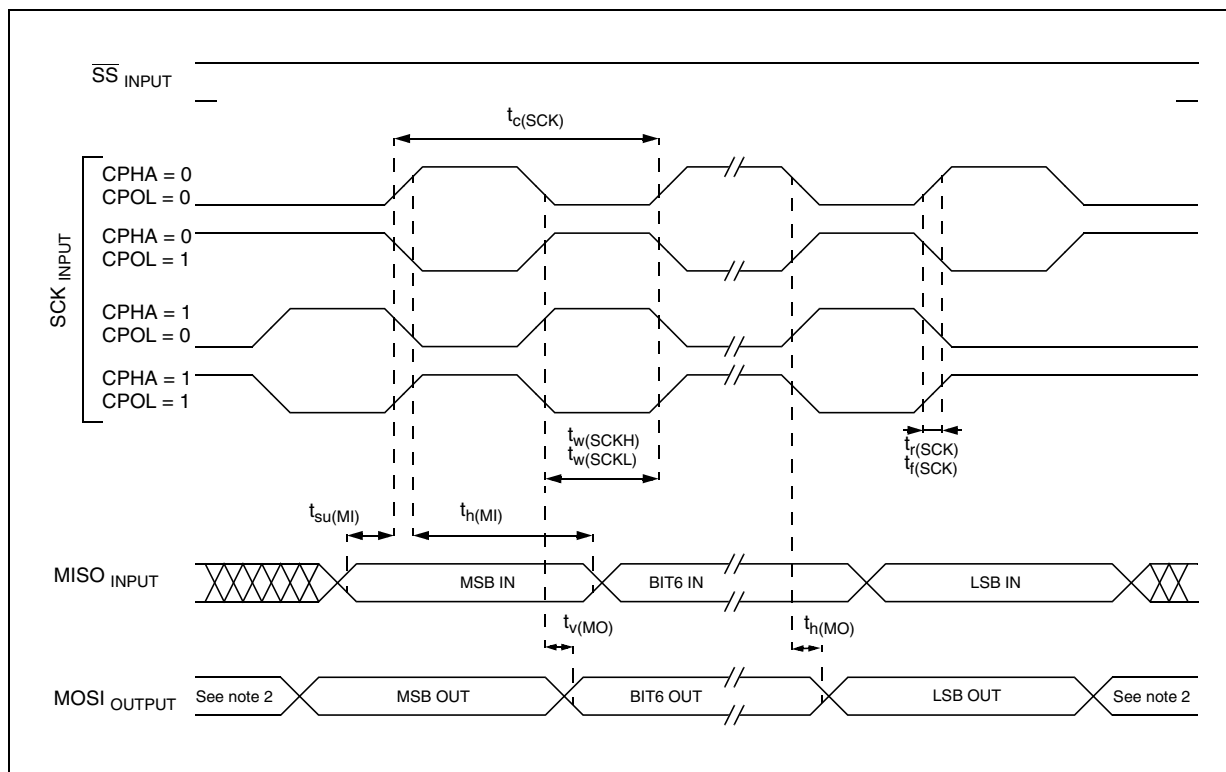 SS INPUT
tc(SCK)
SCK INPUT
CPHA = 0
CPOL = 0
CPHA = 0
CPOL = 1
CPHA = 1
CPOL = 0
CPHA = 1
CPOL = 1
tw(SCKH)
tw(SCKL)
tr(SCK)
tf(SCK)
tsu(MI)
th(MI)
MISO INPUT
MSB IN
BIT6 IN
LSB IN
tv(MO)
th(MO)
MOSI OUTPUT
See note 2
MSB OUT
BIT6 OUT
LSB OUT
See note 2